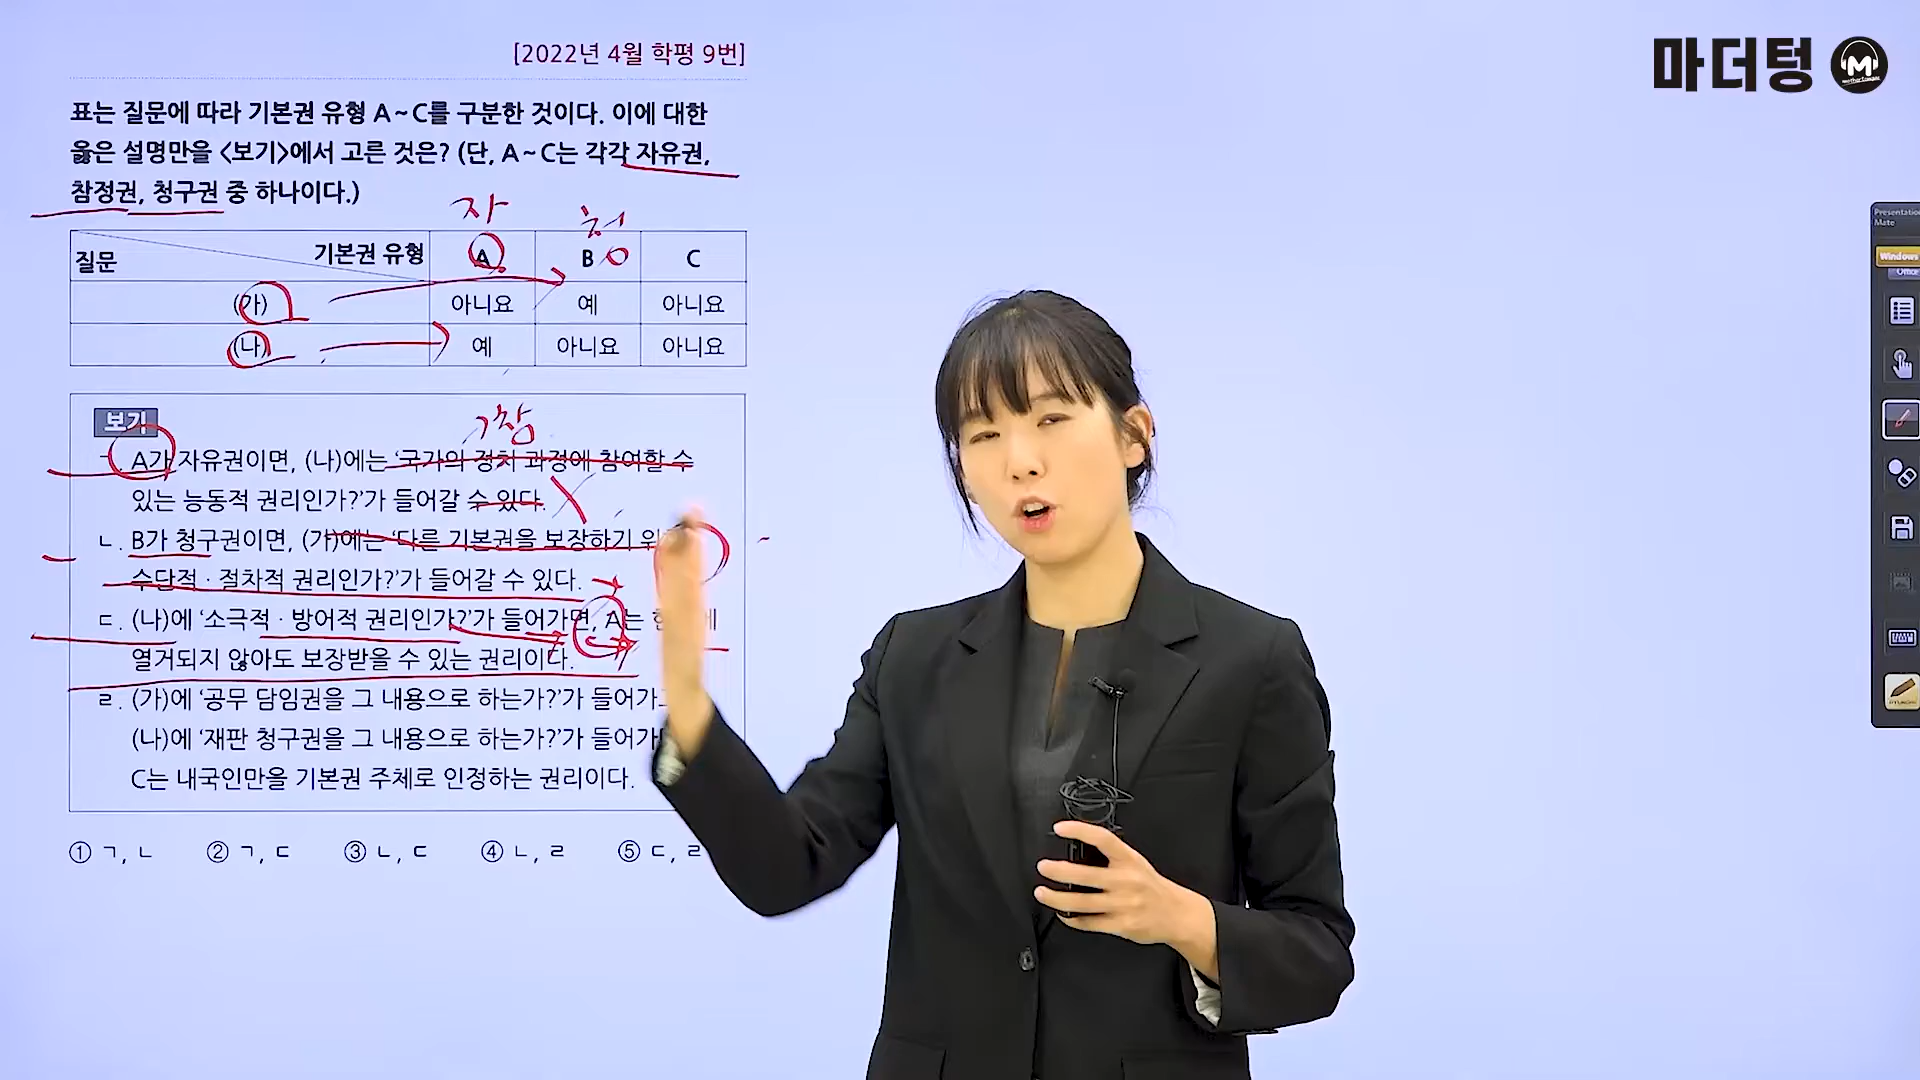 [2022년 4월 학평 9번]
마더텅
표는 질문에 따라 기본권 유형 A~C를 구분한 것이다. 이에 대한
옳은 설명만을 <보기>에서 고른 것은? (단, A~C는 각각 자유권,
참정권, 청구권 중 하나이다.)
자 청
질문 기본권 유형 A B C
(가) 아니요 예 아니요
(나) 예 아니요 아니요
보기
참
ㄱ. A가 자유권이면, (나)에는 ‘국가의 정치 과정에 참여할 수
있는 능동적 권리인가?’가 들어갈 수 있다.
ㄴ. B가 청구권이면, (가)에는 ‘다른 기본권을 보장하기 위
수단적 · 절차적 권리인가?’가 들어갈 수 있다.
ㄷ. (나)에 ‘소극적 · 방어적 권리인가?’가 들어가면, A는
열거되지 않아도 보장받을 수 있는 권리이다.
ㄹ. (가)에 ‘공무 담임권을 그 내용으로 하는가?’가 들어가
(나)에 ‘재판 청구권을 그 내용으로 하는가?’가 들어가
C는 내국인만을 기본권 주체로 인정하는 권리이다.
① ㄱ, ㄴ ② ㄱ, ㄷ ③ ㄴ, ㄷ ④ ㄴ, ㄹ ⑤ ㄷ, ㄹ
Presentation
Mate
Windows
Office